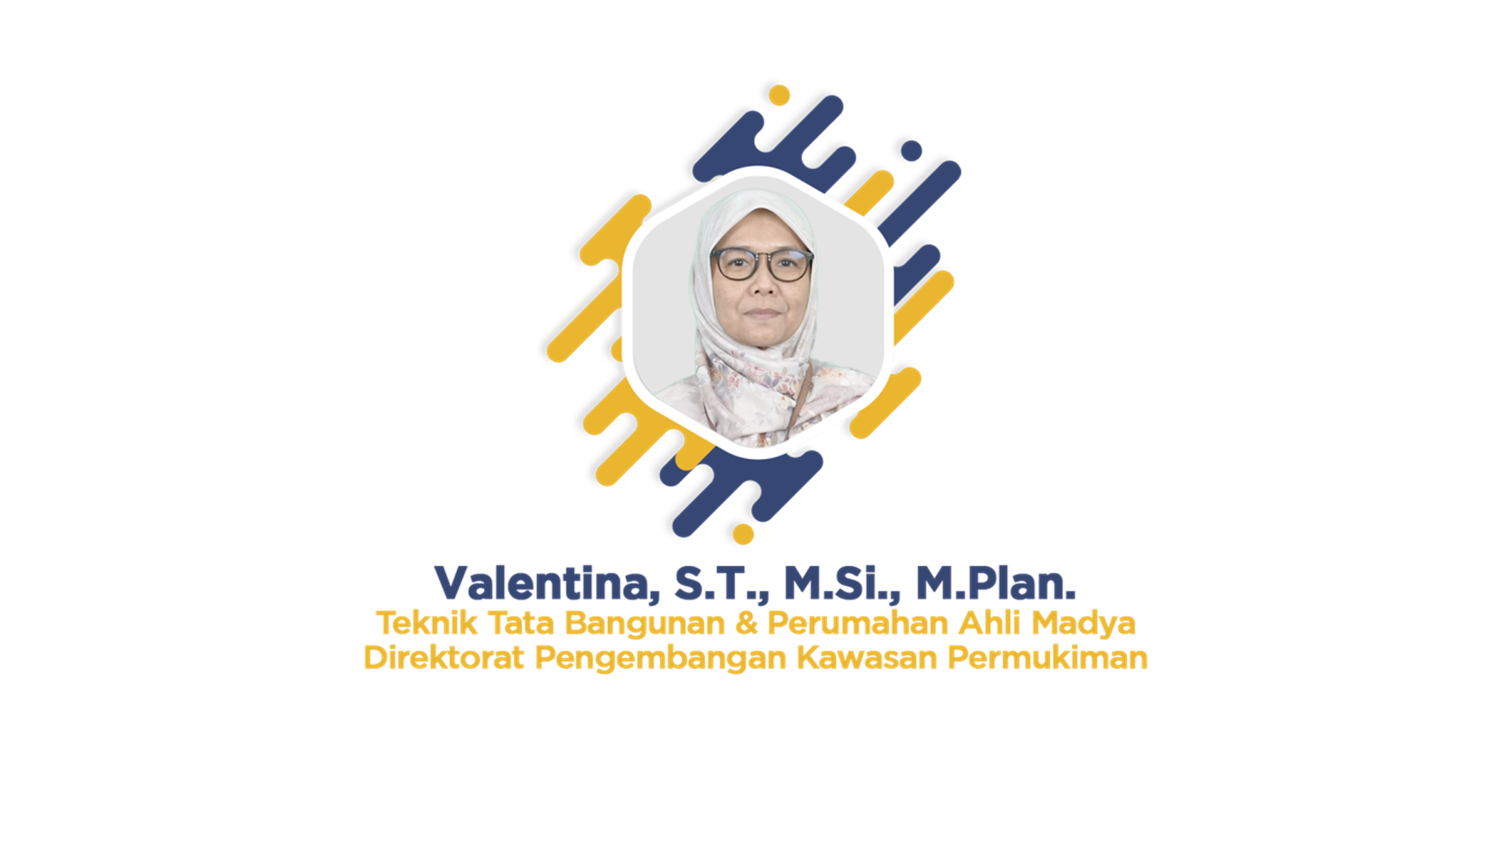 Valentina, S.T., M.Si., M.Plan.
Teknik Tata Bangunan & Perumahan Ahli Madya
Direktorat Pengembangan Kawasan Permukiman